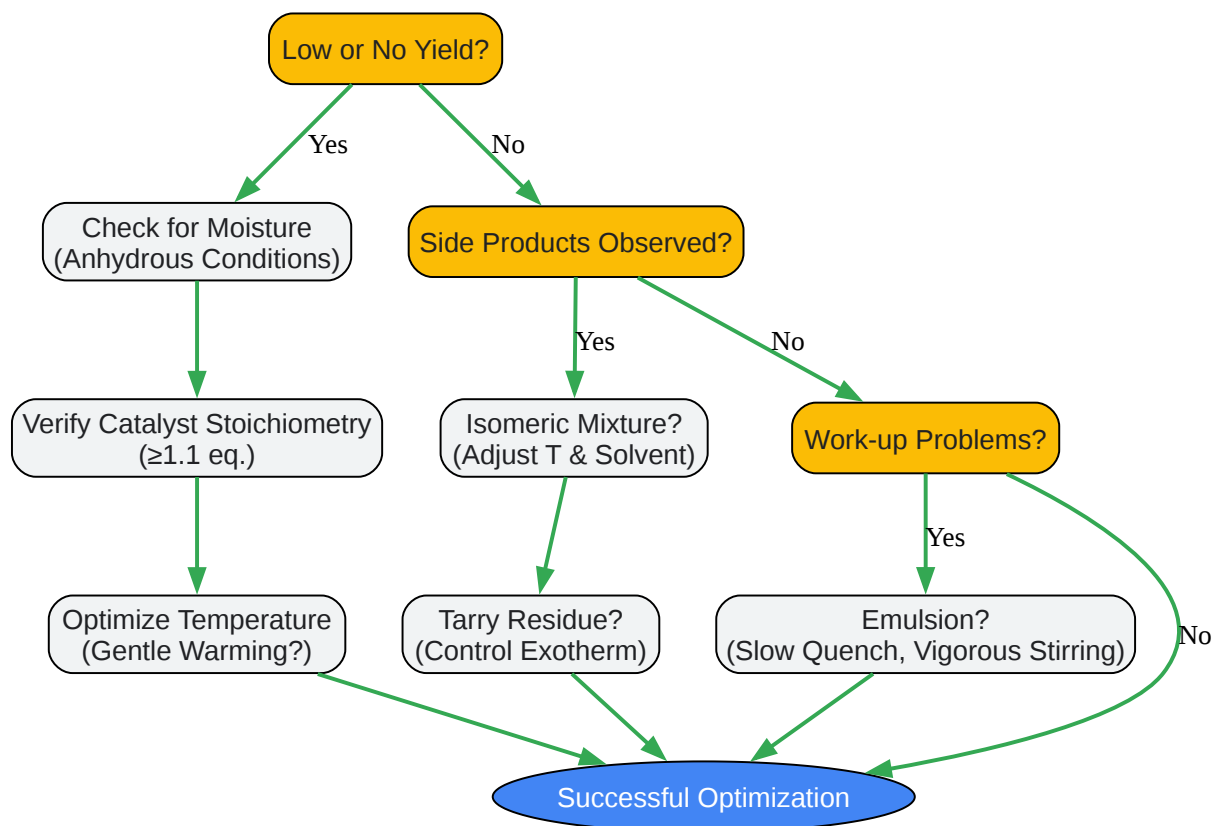 Low or No Yield?
Yes
No
Check for Moisture
(Anhydrous Conditions)
Side Products Observed?
Yes
No
Verify Catalyst Stoichiometry
(≥1.1 eq.)
Isomeric Mixture?
(Adjust T & Solvent)
Work-up Problems?
Yes
No
Optimize Temperature
(Gentle Warming?)
Tarry Residue?
(Control Exotherm)
Emulsion?
(Slow Quench, Vigorous Stirring)
Successful Optimization